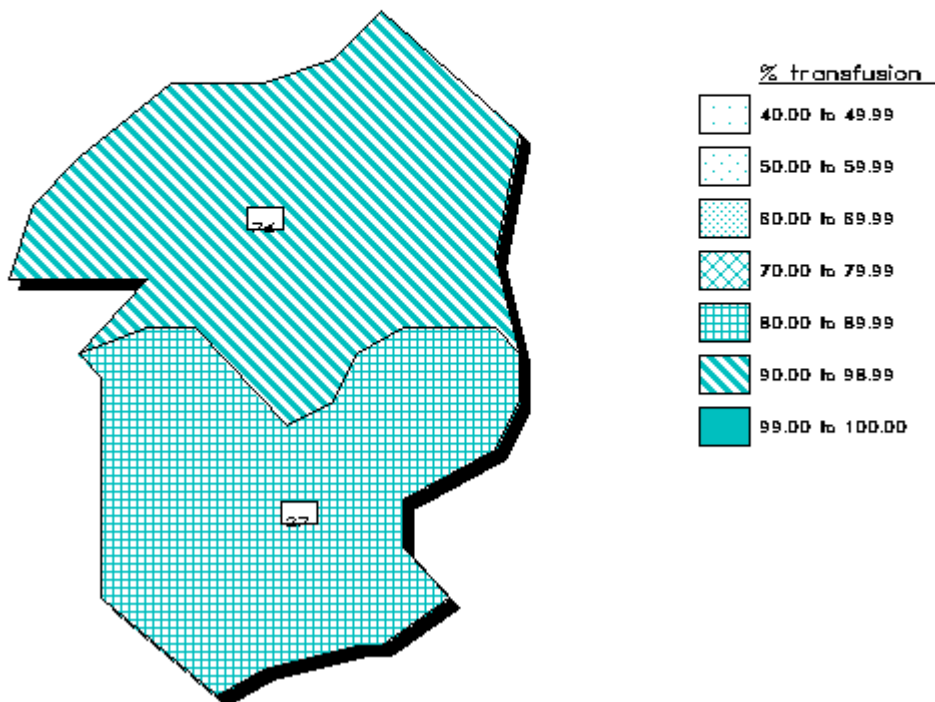 % transfusion
40.00 to 49.99
50.00 to 59.99
60.00 to 69.99
70.00 to 79.99
80.00 to 89.99
90.00 to 98.99
99.00 to 100.00